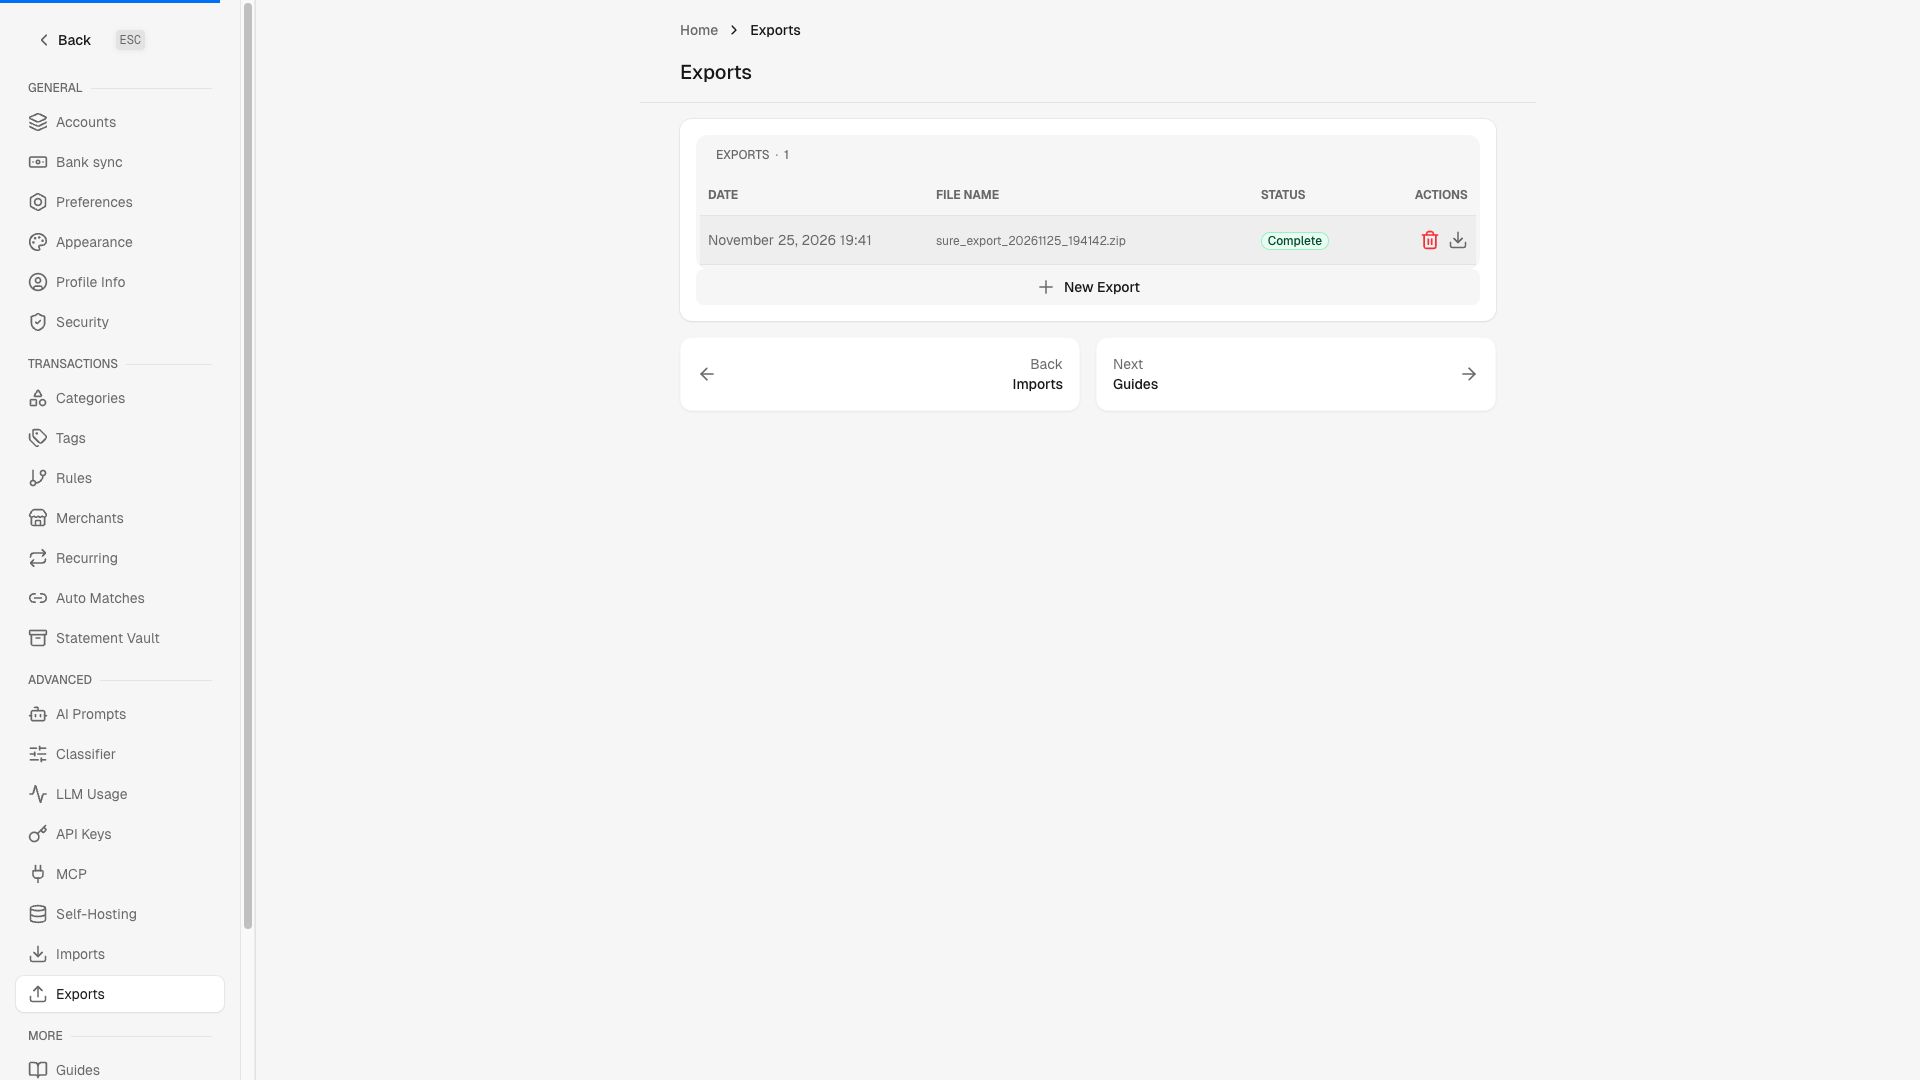 Back ESC
GENERAL
Accounts
Bank sync
Preferences
Appearance
Profile Info
Security
TRANSACTIONS
Categories
Tags
Rules
Merchants
Recurring
Auto Matches
Statement Vault
ADVANCED
AI Prompts
Classifier
LLM Usage
API Keys
MCP
Self-Hosting
Imports
Exports
MORE
Guides
Home Exports
Exports
EXPORTS · 1
DATE FILE NAME STATUS ACTIONS
November 25, 2026 19:41 sure_export_20261125_194142.zip Complete
New Export
Back
Imports
Next
Guides